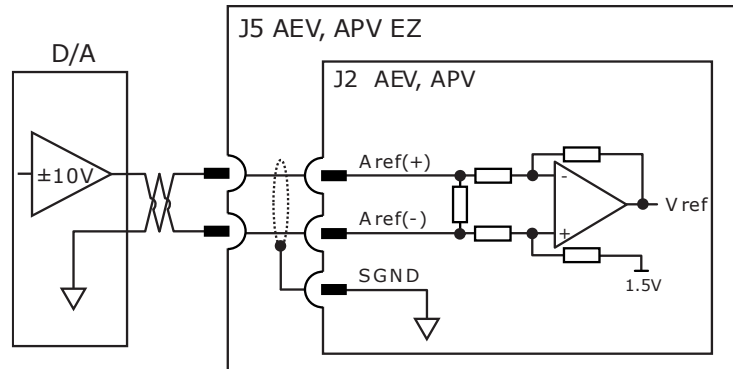 J5 AEV, APV EZ
D/A
J2 AEV, APV
±10V
Aref(+)
-
Vref
Aref(-)
+
SGND
1.5V